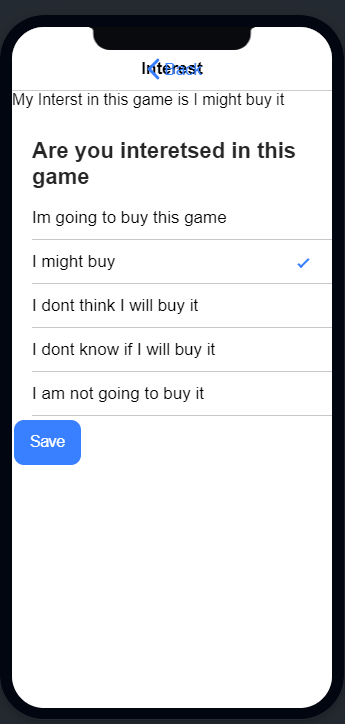 Interest
Back
My Interst in this game is I might buy it
Are you interetsed in this
game
Im going to buy this game
I might buy
I dont think I will buy it
I dont know if I will buy it
I am not going to buy it
Save